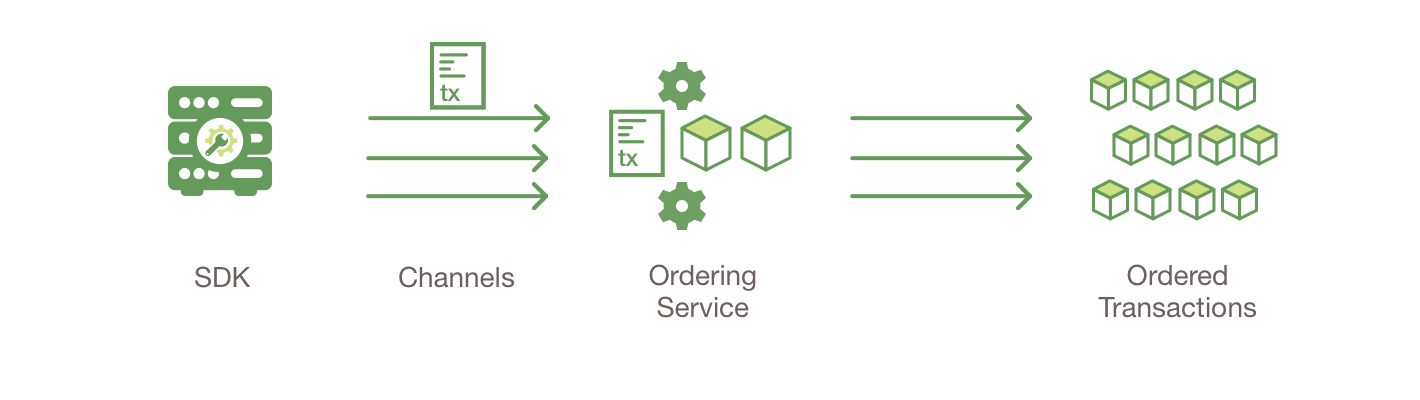 tx
tx
SDK
Channels
Ordering
Service
Ordered
Transactions